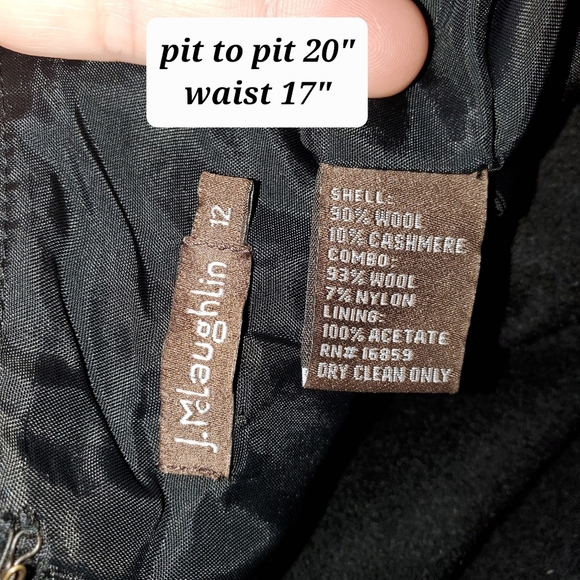 pit to pit 20"
waist 17"
12
J.McLaughlin
SHELL:
90% WOOL
10% CASHMERE
COMBO:
93% WOOL
7% NYLON
LINING:
100% ACETATE
RN# 16859
DRY CLEAN ONLY